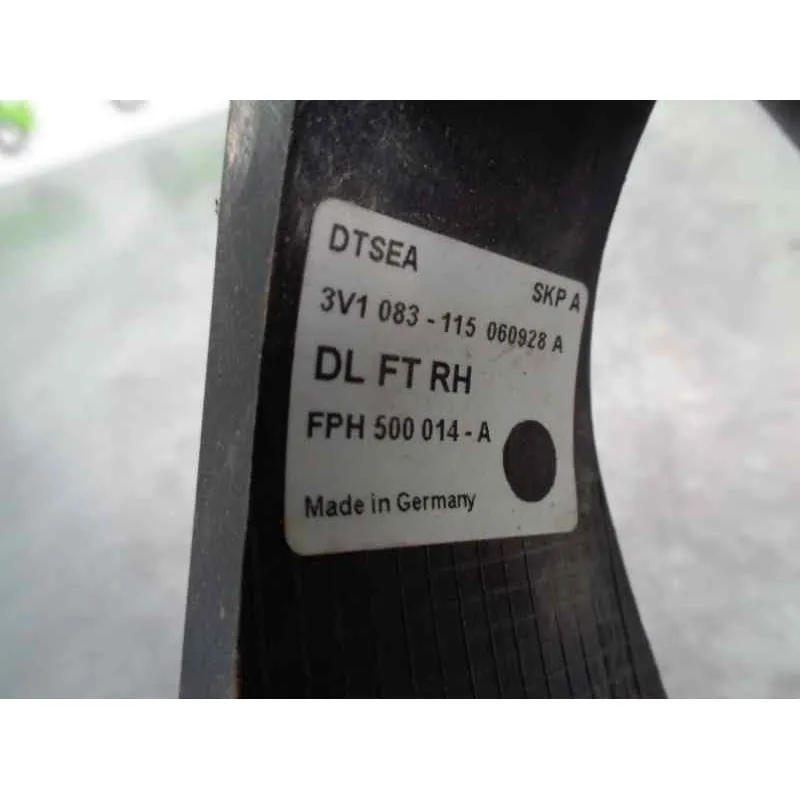 DTSEA
SKP A
3V1 083 - 115 060928 A
DL FT RH
FPH 500 014 - A
Made in Germany